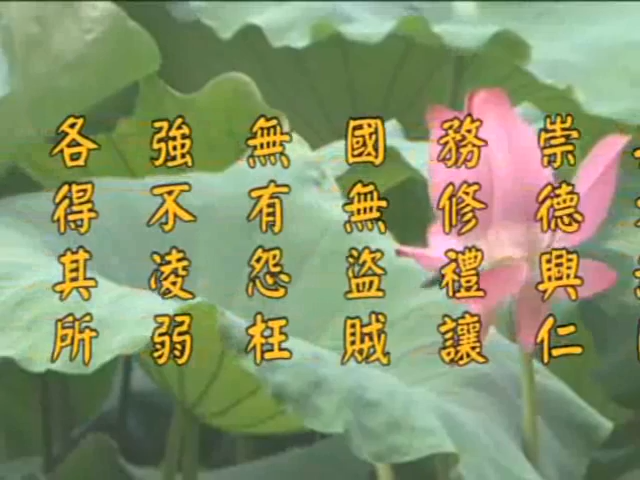 崇德興仁
務修禮讓
國無盜賊
無有怨枉
強不凌弱
各得其所